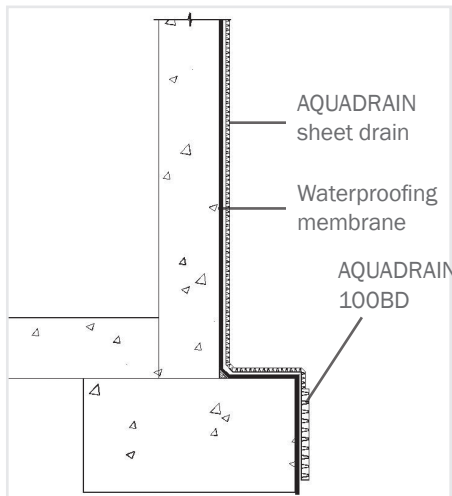 AQUADRAIN
sheet drain
Waterproofing
membrane
AQUADRAIN
100BD